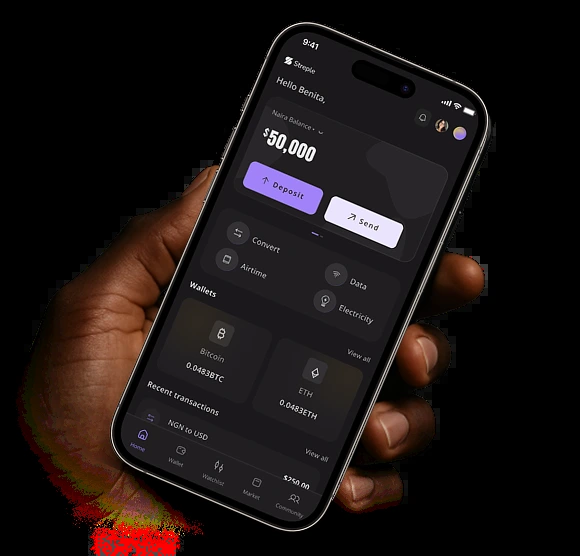 9:41
Streple
Hello Benita,
Naira Balance
$50,000
Deposit
Send
Convert
Data
Airtime
Electricity
Wallets
View all
Bitcoin
0.0483BTC
ETH
0.0483ETH
Recent transactions
View all
NGN to USD
$250.00
Home
Wallet
Watchlist
Market
Community